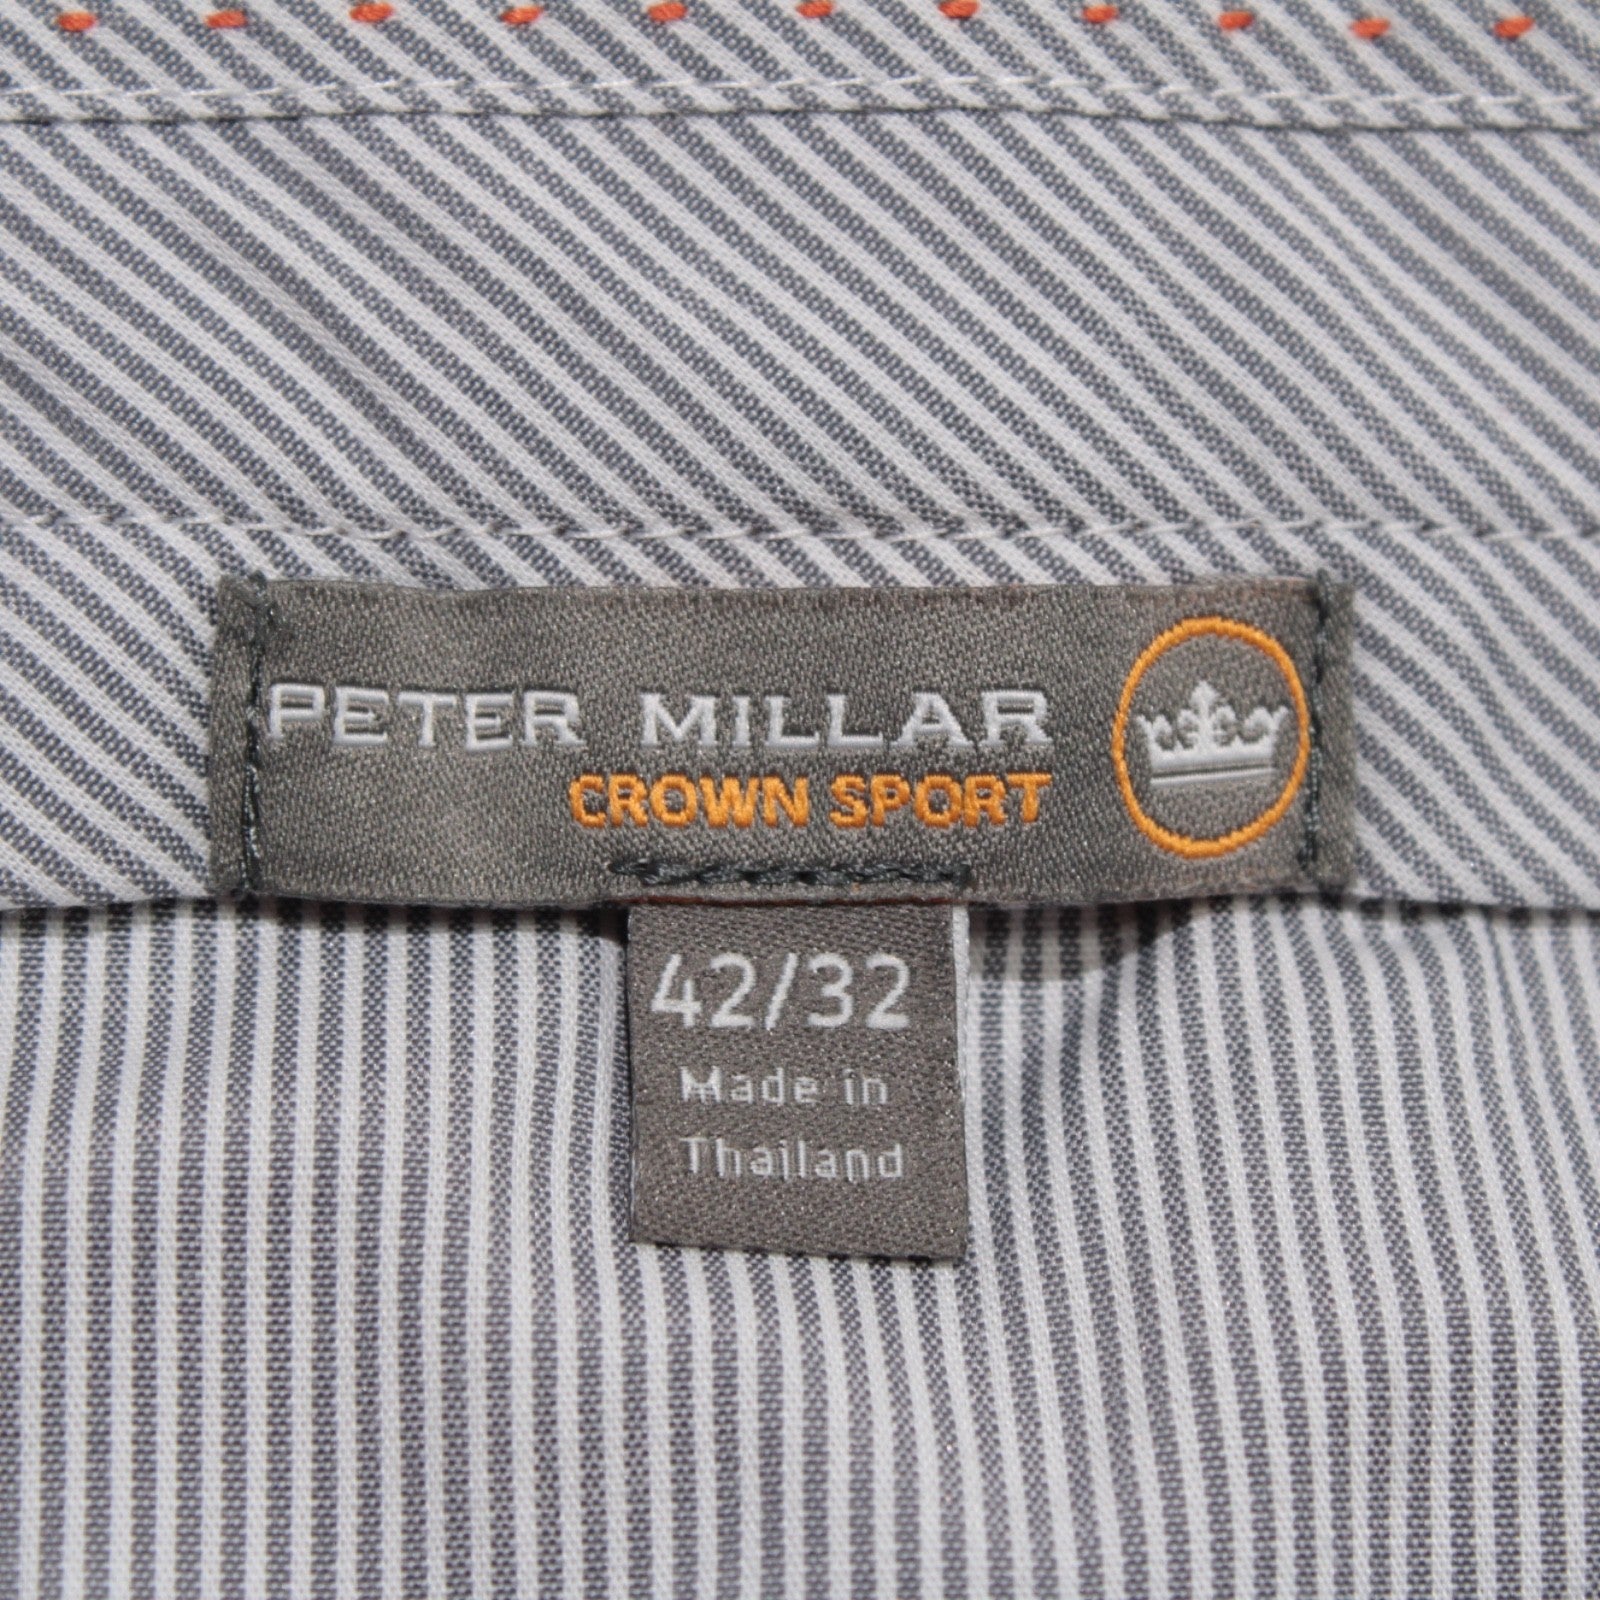 PETER MILLAR
CROWN SPORT
42/32
Made in
Thailand